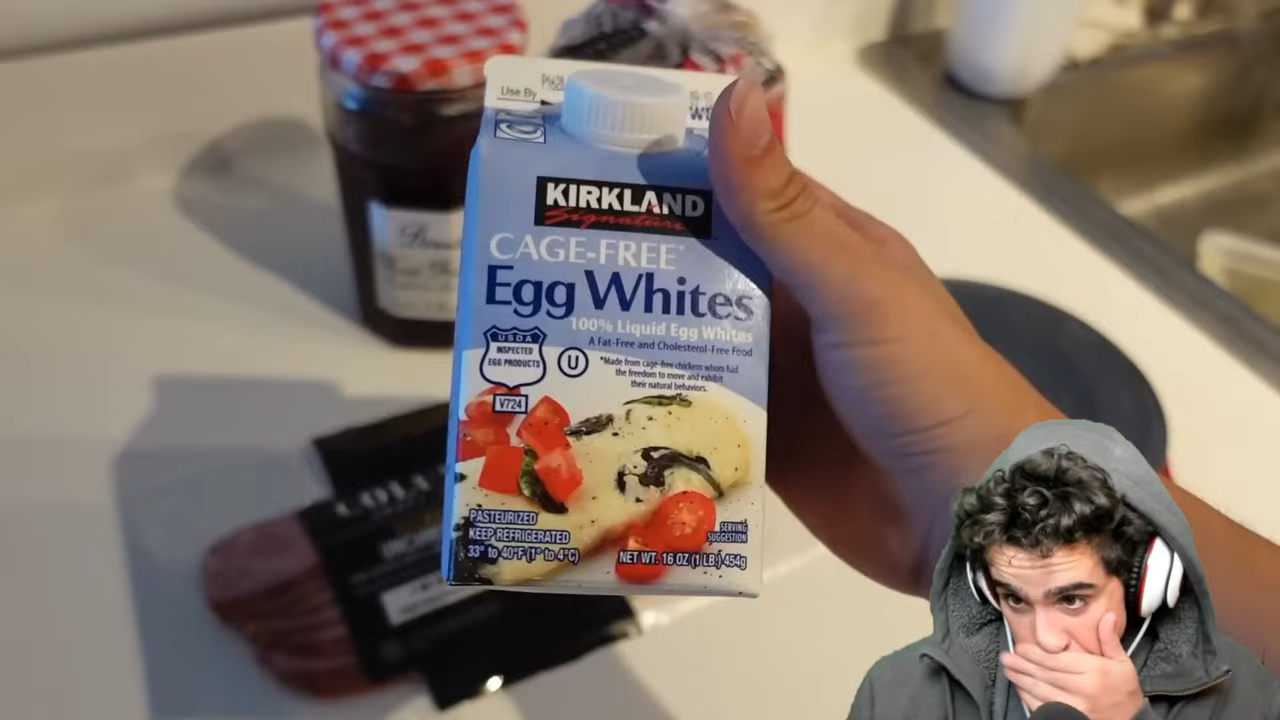 Use By
KIRKLAND
Signature
CAGE-FREE*
Egg Whites
100% Liquid Egg Whites
A Fat-Free and Cholesterol-Free Food
USDA
INSPECTED
EGG PRODUCTS
U
*Made from cage-free chickens whom had
the freedom to move and exhibit
their natural behaviors.
V724
PASTEURIZED
KEEP REFRIGERATED
33° to 40°F (1° to 4°C)
SERVING
SUGGESTION
NET WT. 16 OZ (1 LB.) 454g